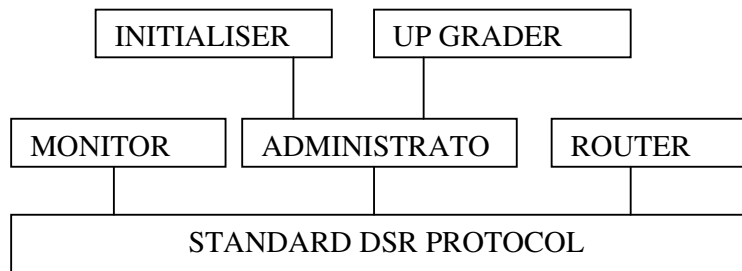 INITIALISER
UP GRADER
MONITOR
ADMINISTRATO
ROUTER
STANDARD DSR PROTOCOL